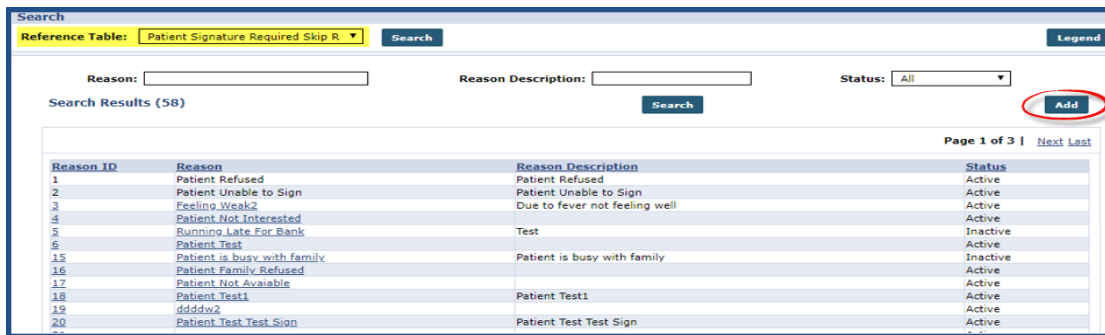 Search
Reference Table: Patient Signature Required Skip R Search Legend
Reason: Reason Description: Status: All
Search Results (58) Search Add
Page 1 of 3 | Next Last
Reason ID Reason Reason Description Status
1 Patient Refused Patient Refused Active
2 Patient Unable to Sign Patient Unable to Sign Active
3 Feeling Weak2 Due to fever not feeling well Active
4 Patient Not Interested Active
5 Running Late For Bank Test Inactive
6 Patient Test Active
15 Patient is busy with family Patient is busy with family Inactive
16 Patient Family Refused Active
17 Patient Not Avaiable Active
18 Patient Test1 Patient Test1 Active
19 ddddw2 Active
20 Patient Test Test Sign Patient Test Test Sign Active